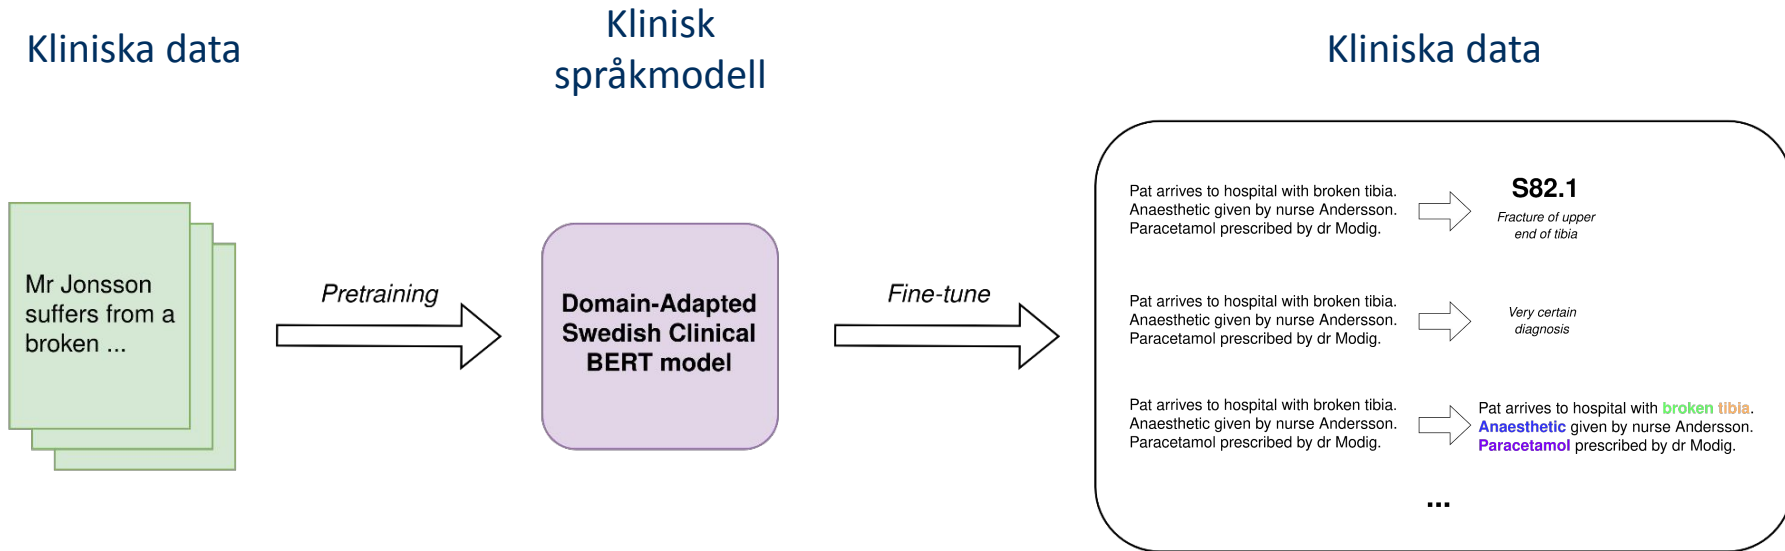 Kliniska data
Klinisk
språkmodell
Kliniska data
Mr Jonsson
suffers from a
broken ...
Pretraining
Domain-Adapted
Swedish Clinical
BERT model
Fine-tune
Pat arrives to hospital with broken tibia.
Anaesthetic given by nurse Andersson.
Paracetamol prescribed by dr Modig.
S82.1
Fracture of upper
end of tibia
Pat arrives to hospital with broken tibia.
Anaesthetic given by nurse Andersson.
Paracetamol prescribed by dr Modig.
Very certain
diagnosis
Pat arrives to hospital with broken tibia.
Anaesthetic given by nurse Andersson.
Paracetamol prescribed by dr Modig.
Pat arrives to hospital with broken tibia.
Anaesthetic given by nurse Andersson.
Paracetamol prescribed by dr Modig.
...